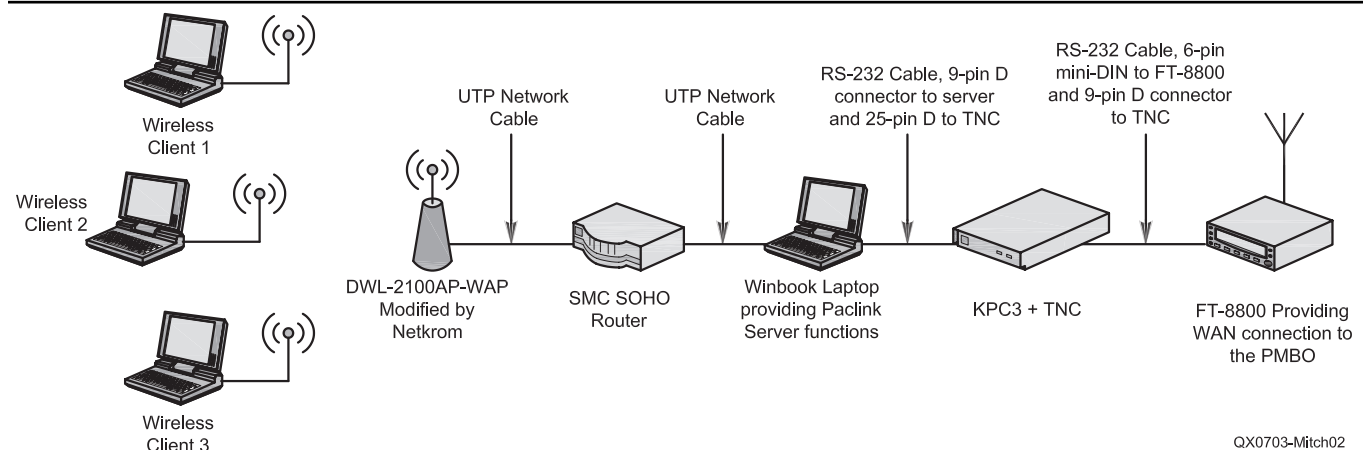 Wireless
Client 1
Wireless
Client 2
Wireless
Client 3
DWL-2100AP-WAP
Modified by
Netkrom
UTP Network
Cable
SMC SOHO
Router
UTP Network
Cable
Winbook Laptop
providing Paclink
Server functions
RS-232 Cable, 9-pin D
connector to server
and 25-pin D to TNC
KPC3 + TNC
RS-232 Cable, 6-pin
mini-DIN to FT-8800
and 9-pin D connector
to TNC
FT-8800 Providing
WAN connection to
the PMBO
QX0703-Mitch02